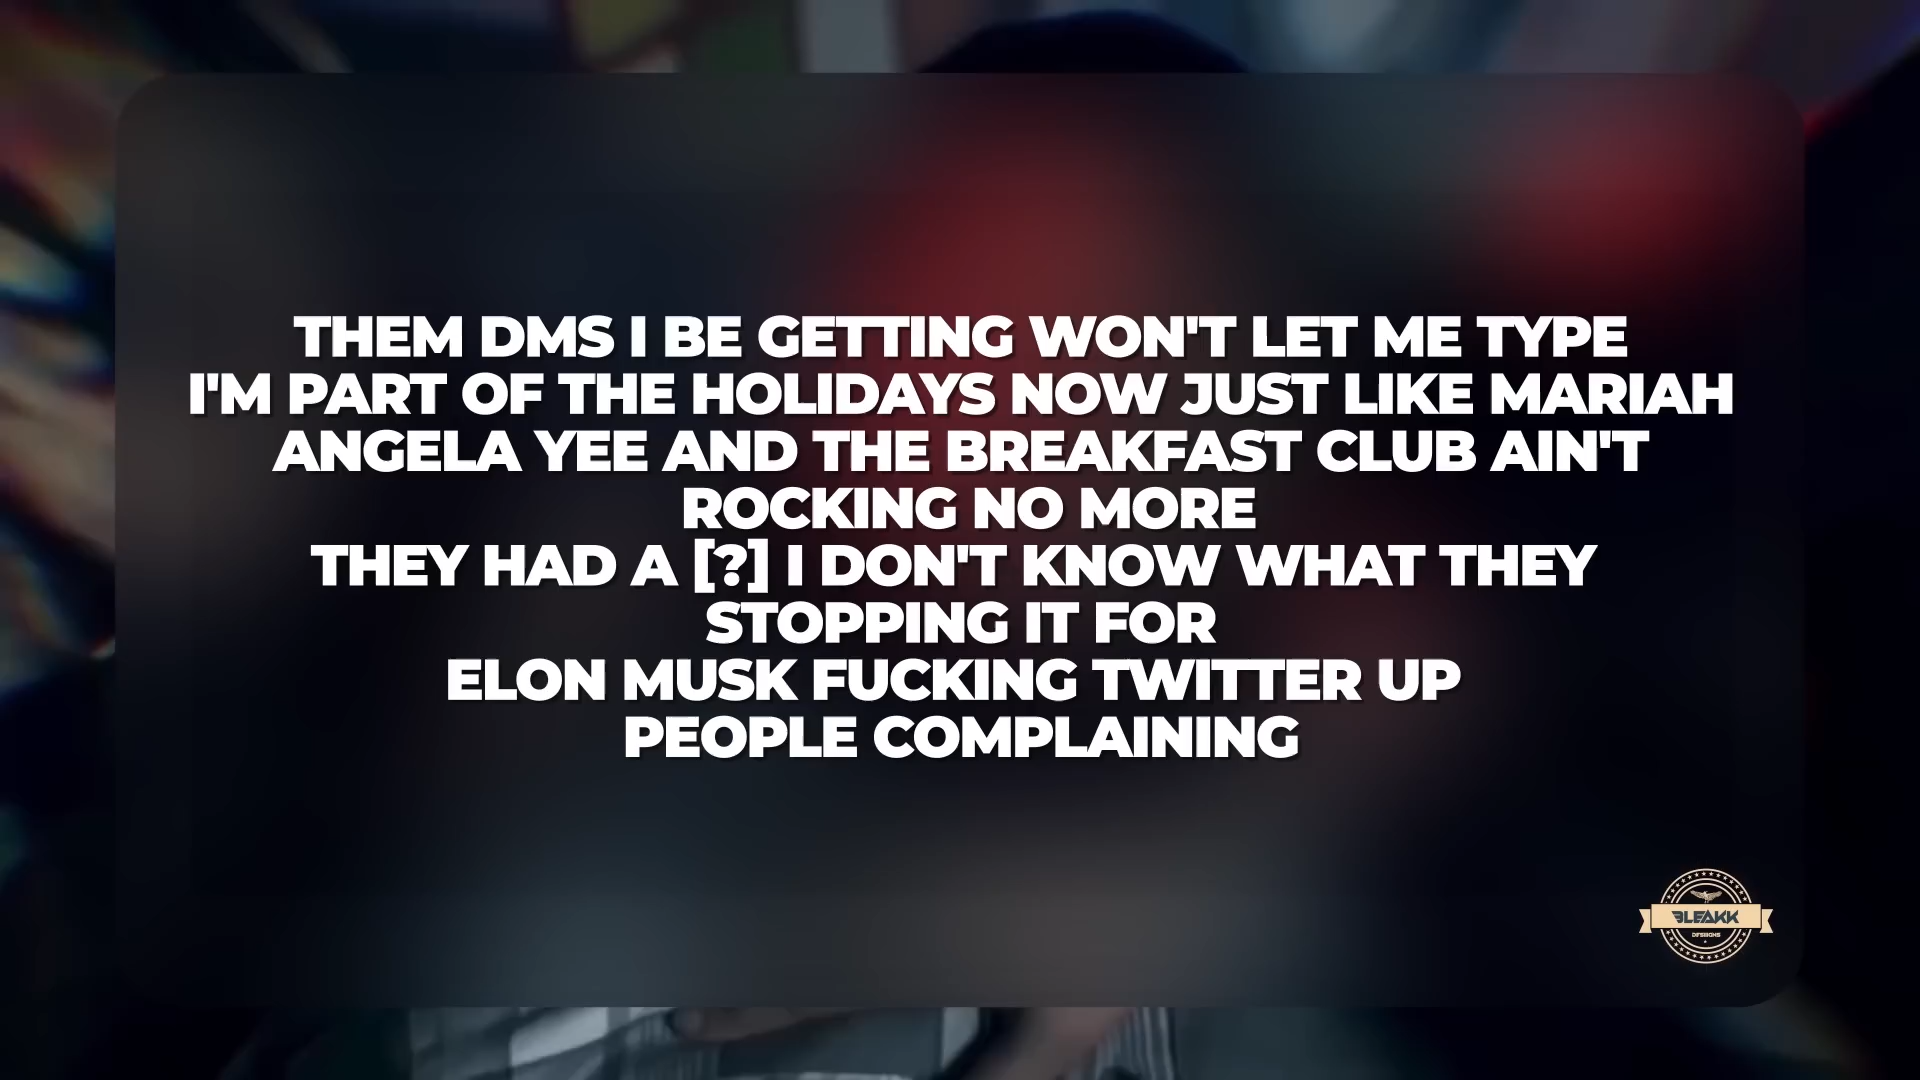 THEM DMS I BE GETTING WON'T LET ME TYPE
I'M PART OF THE HOLIDAYS NOW JUST LIKE MARIAH
ANGELA YEE AND THE BREAKFAST CLUB AIN'T
ROCKING NO MORE
THEY HAD A [?] I DON'T KNOW WHAT THEY
STOPPING IT FOR
ELON MUSK FUCKING TWITTER UP
PEOPLE COMPLAINING
BLEAKK
DESIGNS